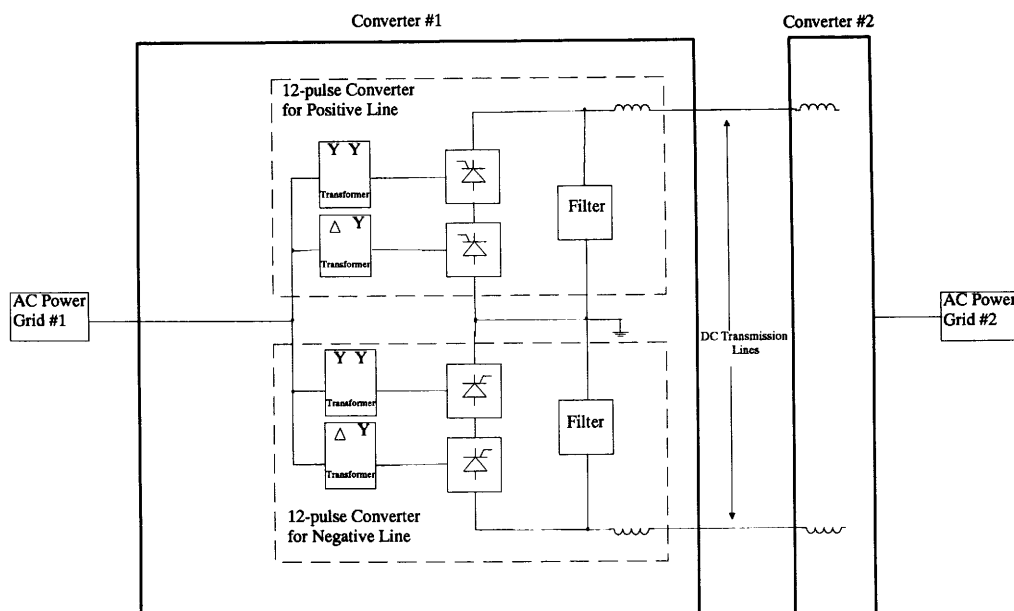 Converter #1
Converter #2
12-pulse Converter
for Positive Line
Y Y
Transformer
Δ Y
Transformer
Filter
AC Power
Grid #1
AC Power
Grid #2
DC Transmission
Lines
Y Y
Transformer
Δ Y
Transformer
Filter
12-pulse Converter
for Negative Line